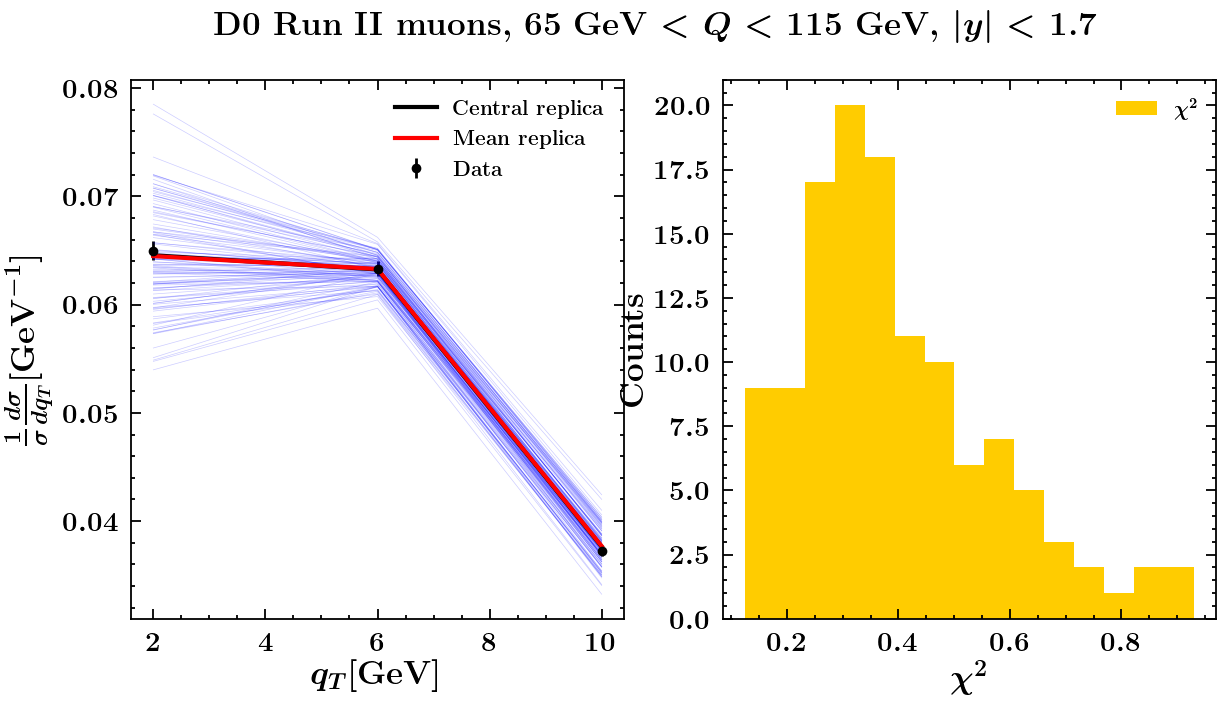 D0 Run II muons, 65 GeV < Q < 115 GeV, |y| < 1.7
1/σ dσ/dq_T [GeV⁻¹]
0.08
0.07
0.06
0.05
0.04
Central replica
Mean replica
Data
2 4 6 8 10
q_T[GeV]
Counts
20.0
17.5
15.0
12.5
10.0
7.5
5.0
2.5
0.0
χ²
0.2 0.4 0.6 0.8
χ²